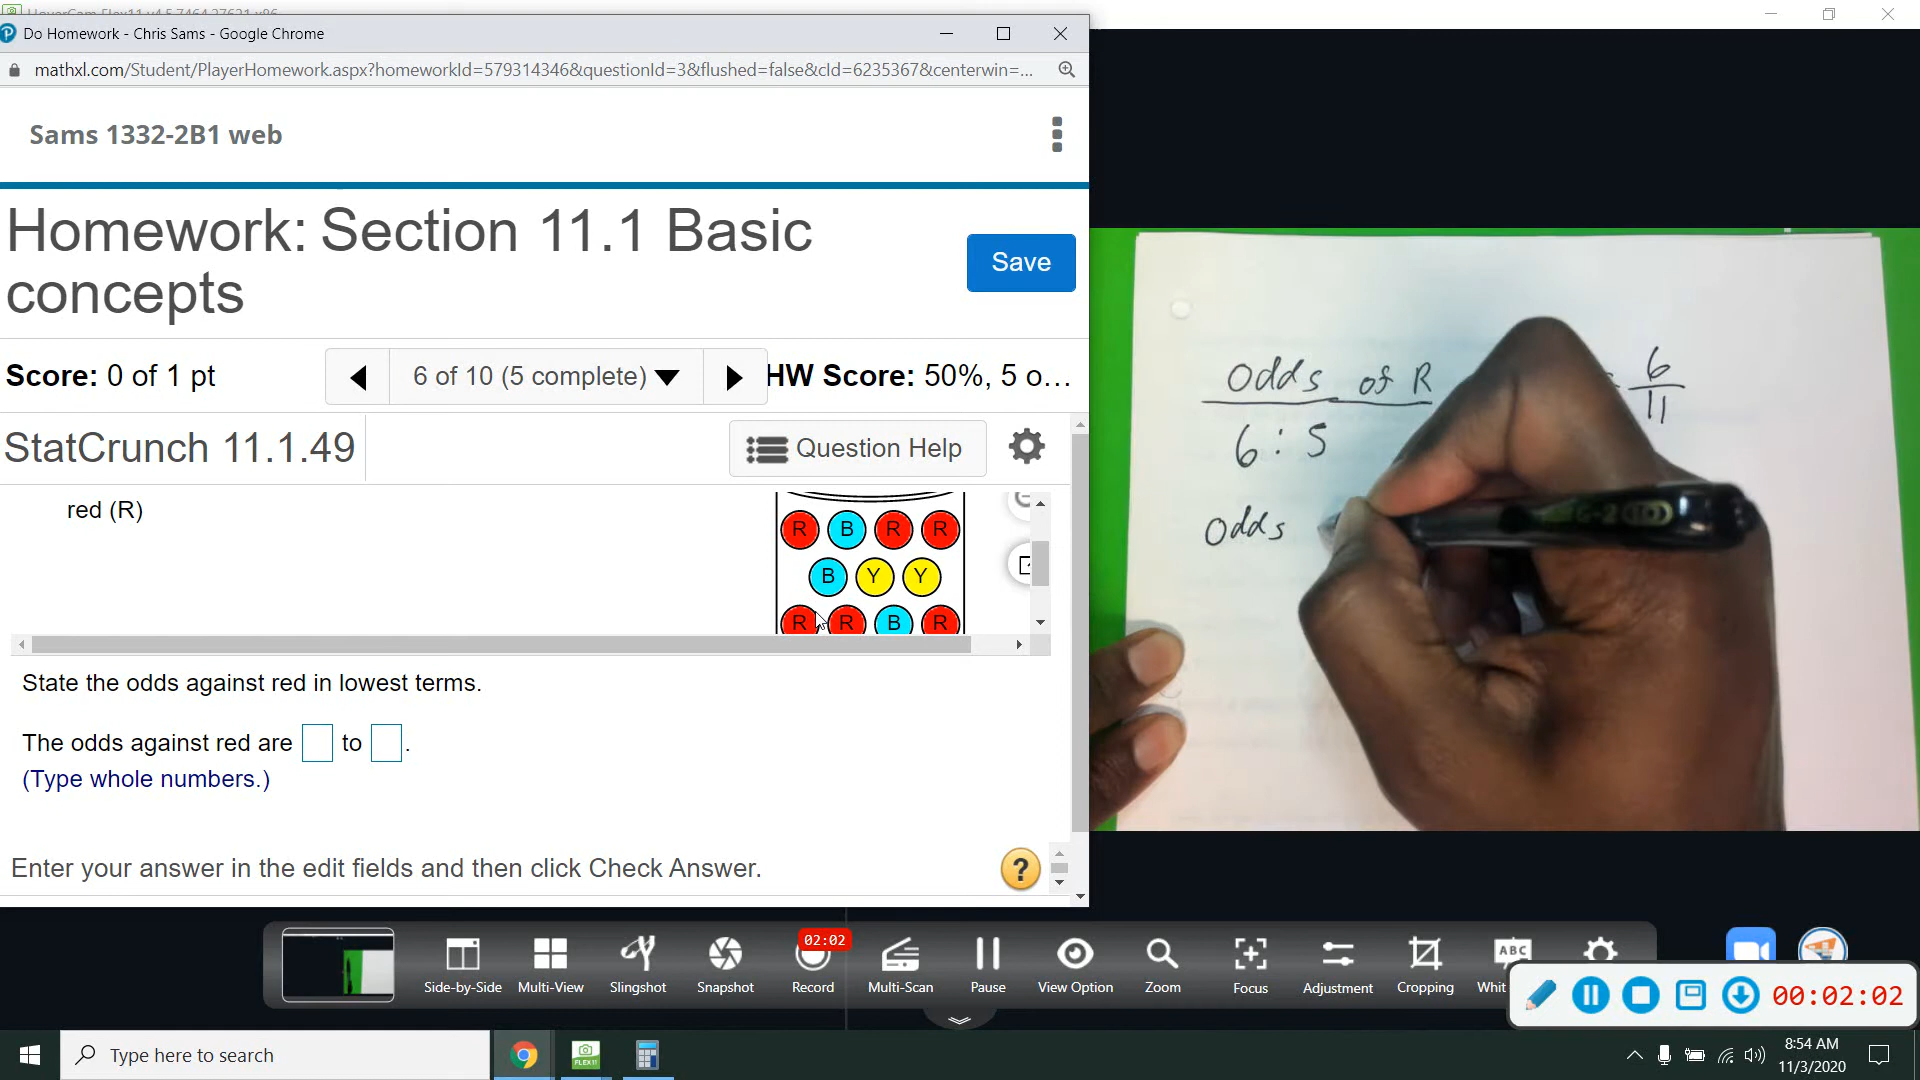 Do Homework - Chris Sams - Google Chrome
mathxl.com/Student/PlayerHomework.aspx?homeworkId=579314346&questionId=3&flushed=false&cId=6235367&centerwin=...
Sams 1332-2B1 web
Homework: Section 11.1 Basic
concepts
Save
Score: 0 of 1 pt
6 of 10 (5 complete)
HW Score: 50%, 5 o...
StatCrunch 11.1.49
Question Help
red (R)
R B R R
B Y Y
R R B R
State the odds against red in lowest terms.
The odds against red are to .
(Type whole numbers.)
Enter your answer in the edit fields and then click Check Answer.
?
Odds of R
6
11
6 : 5
Odds
02:02
Side-by-Side Multi-View Slingshot Snapshot Record Multi-Scan Pause View Option Zoom Focus Adjustment Cropping Whit
ABC
00:02:02
Type here to search
FLEX11
8:54 AM
11/3/2020